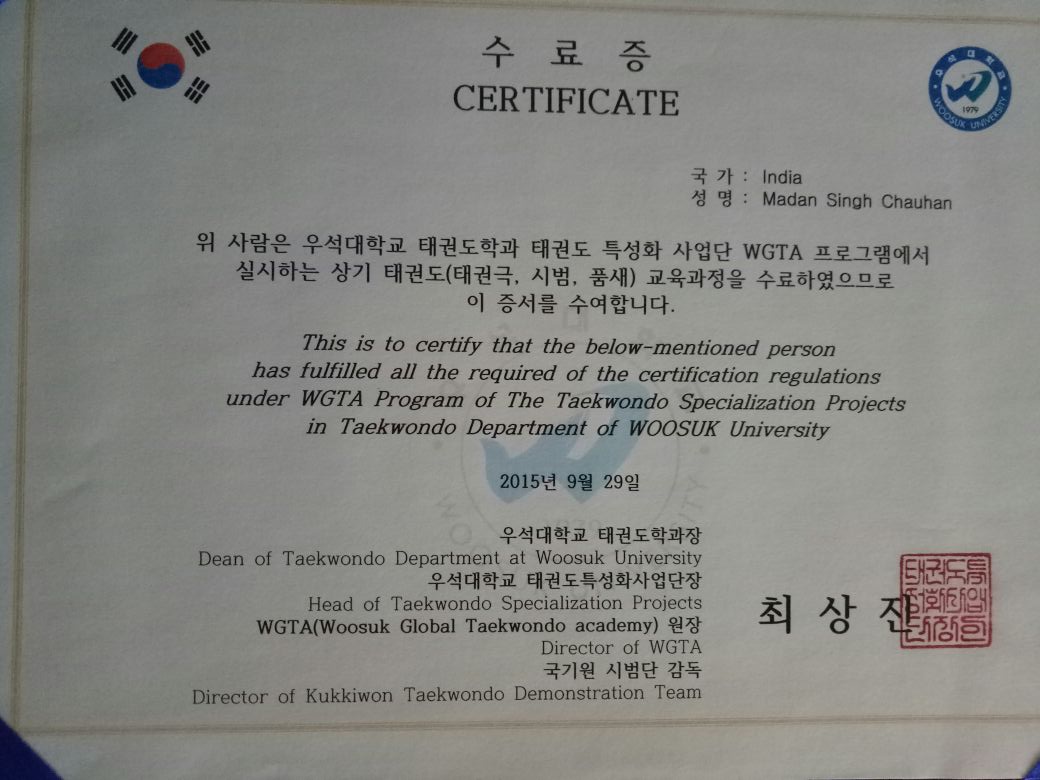 수 료 증
CERTIFICATE
우석대학교
1979
WOOSUK UNIVERSITY
국 가 : India
성 명 : Madan Singh Chauhan
위 사람은 우석대학교 태권도학과 태권도 특성화 사업단 WGTA 프로그램에서
실시하는 상기 태권도(태권극, 시범, 품새) 교육과정을 수료하였으므로
이 증서를 수여합니다.
This is to certify that the below-mentioned person
has fulfilled all the required of the certification regulations
under WGTA Program of The Taekwondo Specialization Projects
in Taekwondo Department of WOOSUK University
2015년 9월 29일
우석대학교 태권도학과장
Dean of Taekwondo Department at Woosuk University
우석대학교 태권도특성화사업단장
Head of Taekwondo Specialization Projects
WGTA(Woosuk Global Taekwondo academy) 원장
Director of WGTA
국기원 시범단 감독
Director of Kukkiwon Taekwondo Demonstration Team
최 상 진